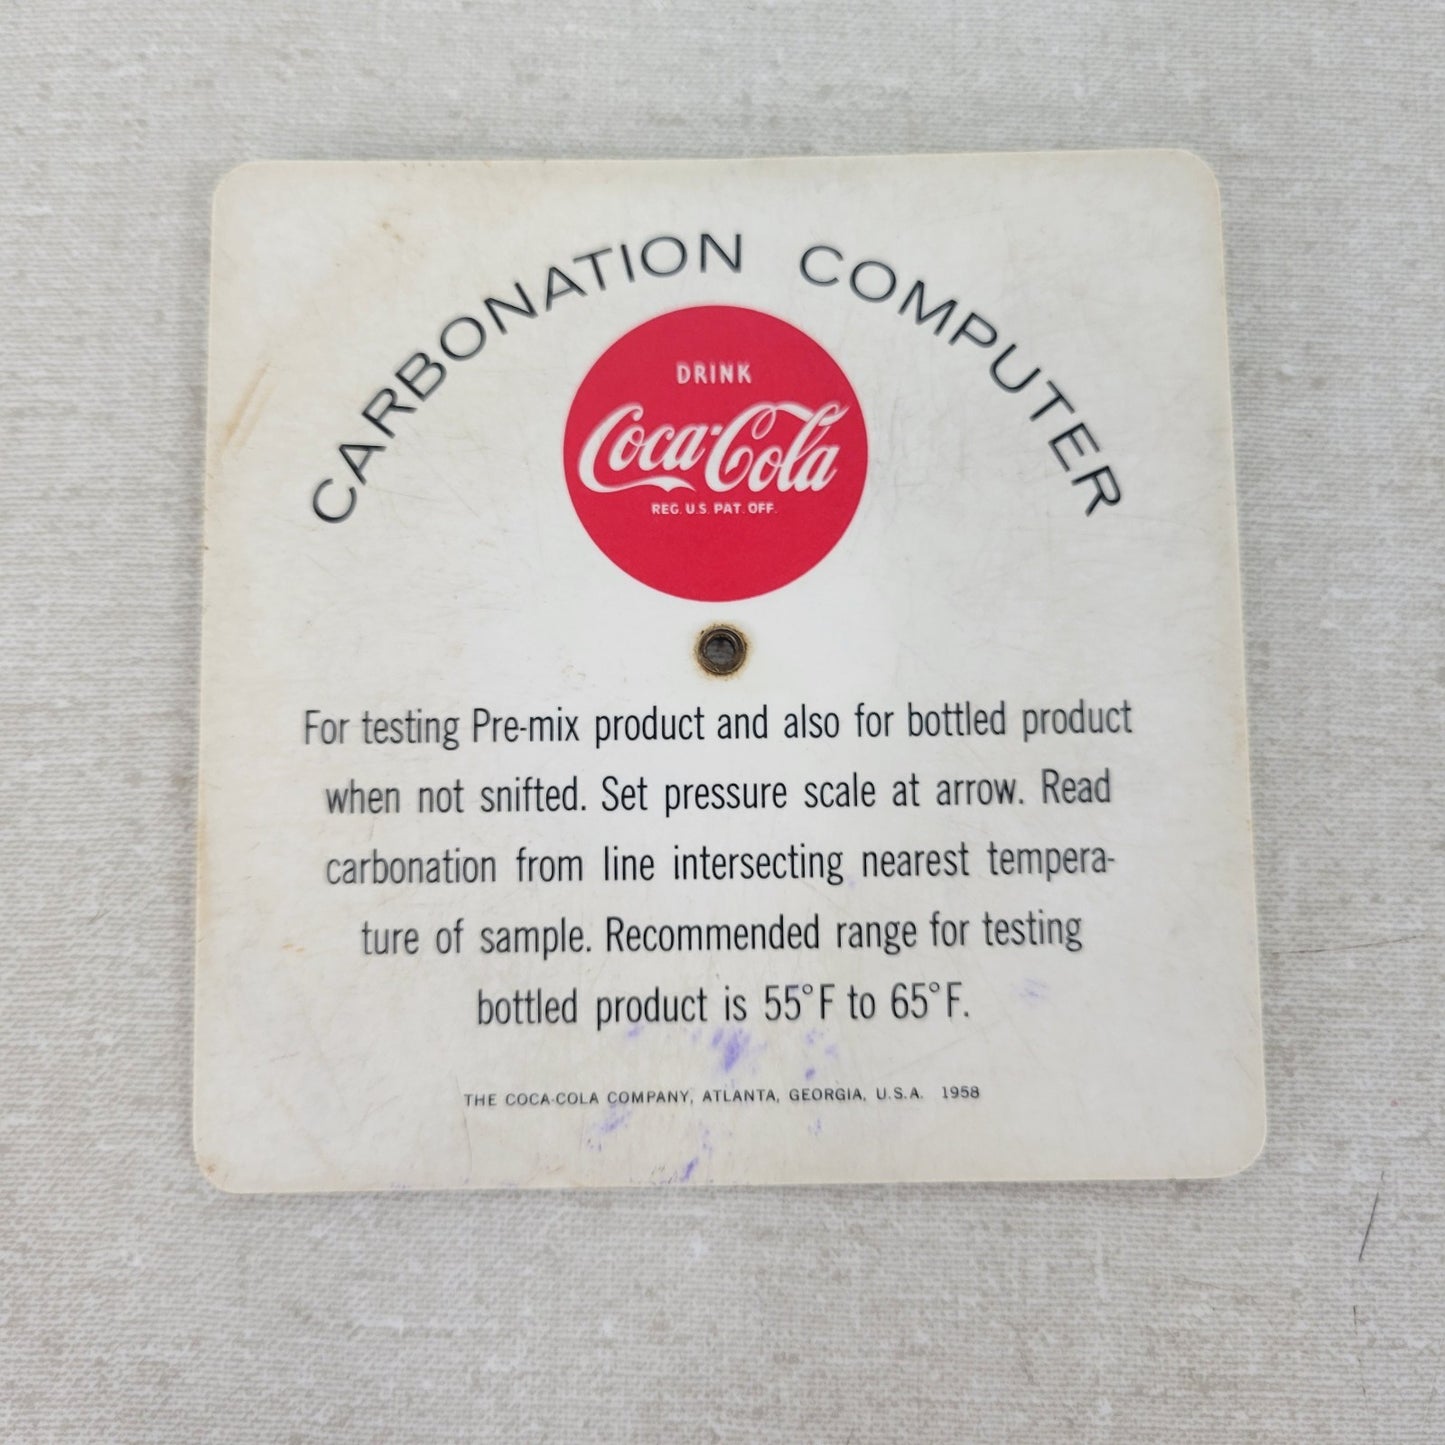 CARBONATION COMPUTER
DRINK
Coca-Cola
REG. U.S. PAT. OFF.
For testing Pre-mix product and also for bottled product
when not snifted. Set pressure scale at arrow. Read
carbonation from line intersecting nearest tempera-
ture of sample. Recommended range for testing
bottled product is 55°F to 65°F.
THE COCA-COLA COMPANY, ATLANTA, GEORGIA, U.S.A. 1958